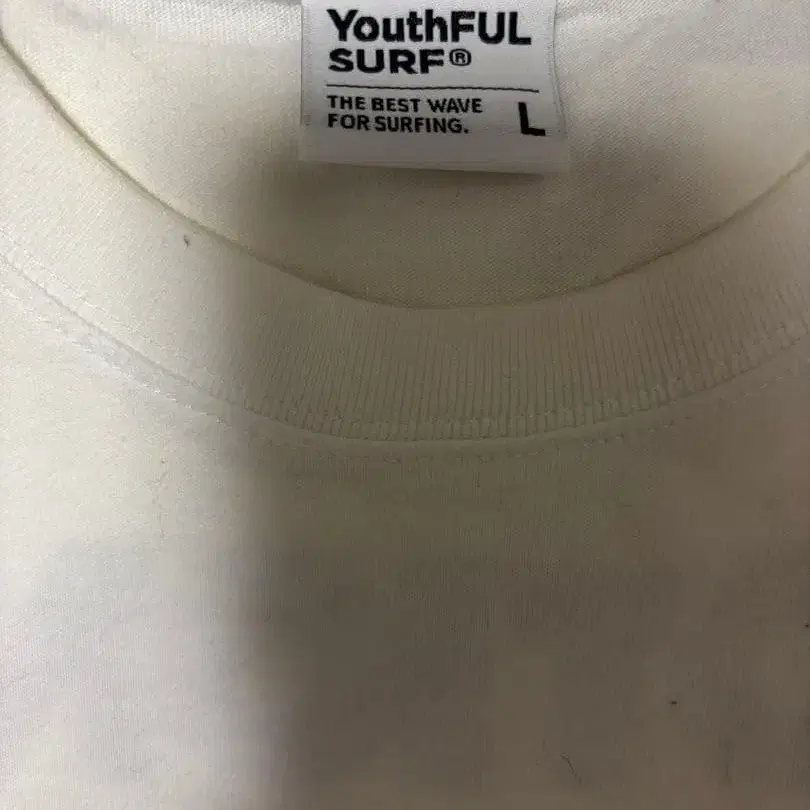 YouthFUL
SURF®
THE BEST WAVE
FOR SURFING.
L